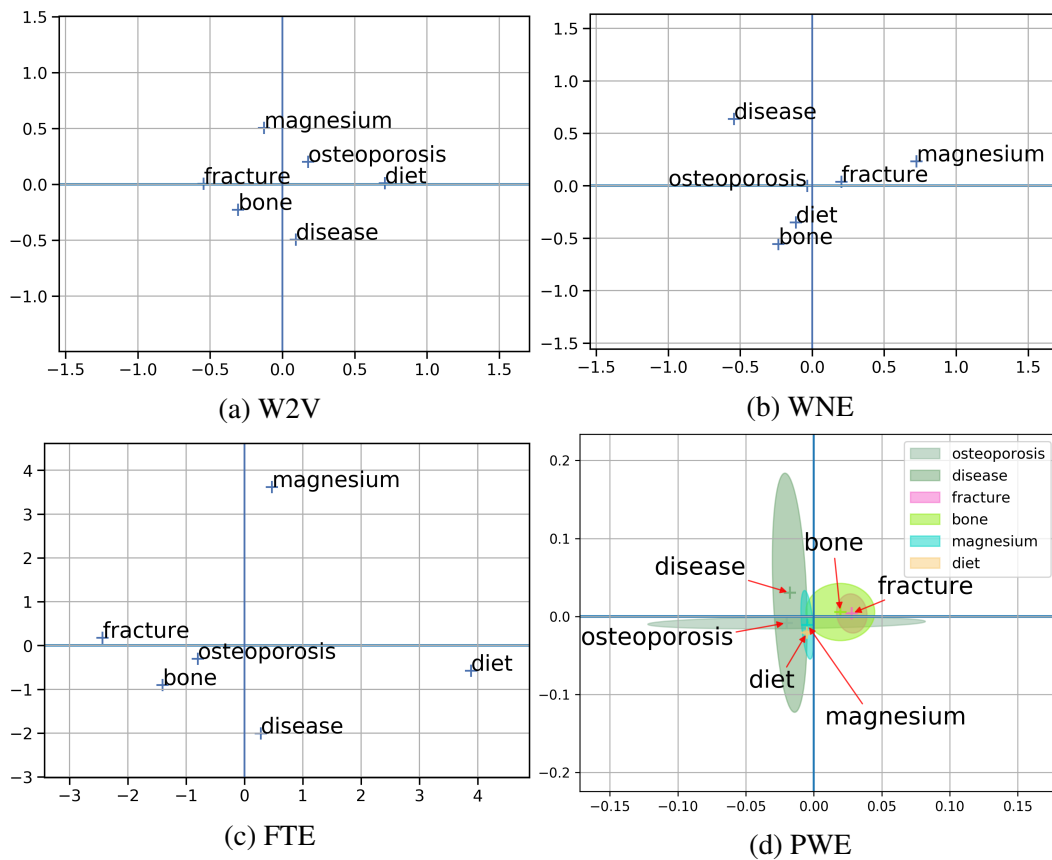 1.5
1.0
0.5
0.0
−0.5
−1.0
magnesium
osteoporosis
fracture
diet
bone
disease
−1.5 −1.0 −0.5 0.0 0.5 1.0 1.5
(a) W2V
1.5
1.0
0.5
0.0
−0.5
−1.0
−1.5
disease
magnesium
fracture
osteoporosis
diet
bone
−1.5 −1.0 −0.5 0.0 0.5 1.0 1.5
(b) WNE
4
3
2
1
0
−1
−2
−3
magnesium
fracture
osteoporosis
diet
bone
disease
−3 −2 −1 0 1 2 3 4
(c) FTE
0.2
0.1
0.0
−0.1
−0.2
osteoporosis
disease
fracture
bone
magnesium
diet
bone
disease
fracture
osteoporosis
diet
magnesium
−0.15 −0.10 −0.05 0.00 0.05 0.10 0.15
(d) PWE